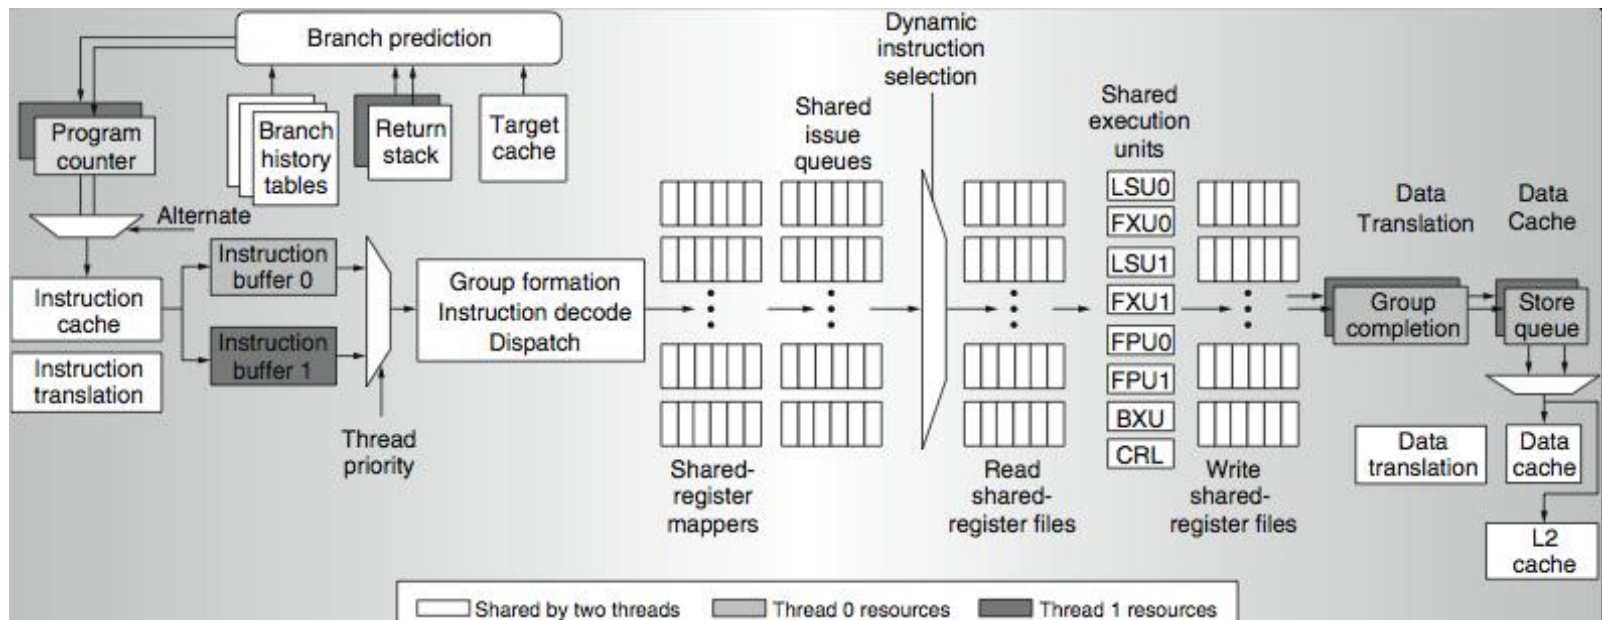 Branch prediction
Dynamic
instruction
selection
Program
counter
Branch
history
tables
Return
stack
Target
cache
Shared
issue
queues
Shared
execution
units
Alternate
Instruction
cache
Instruction
translation
Instruction
buffer 0
Instruction
buffer 1
Thread
priority
Group formation
Instruction decode
Dispatch
Shared-
register
mappers
Read
shared-
register files
LSU0
FXU0
LSU1
FXU1
FPU0
FPU1
BXU
CRL
Write
shared-
register files
Data
Translation
Data
Cache
Group
completion
Store
queue
Data
translation
Data
cache
L2
cache
Shared by two threads
Thread 0 resources
Thread 1 resources